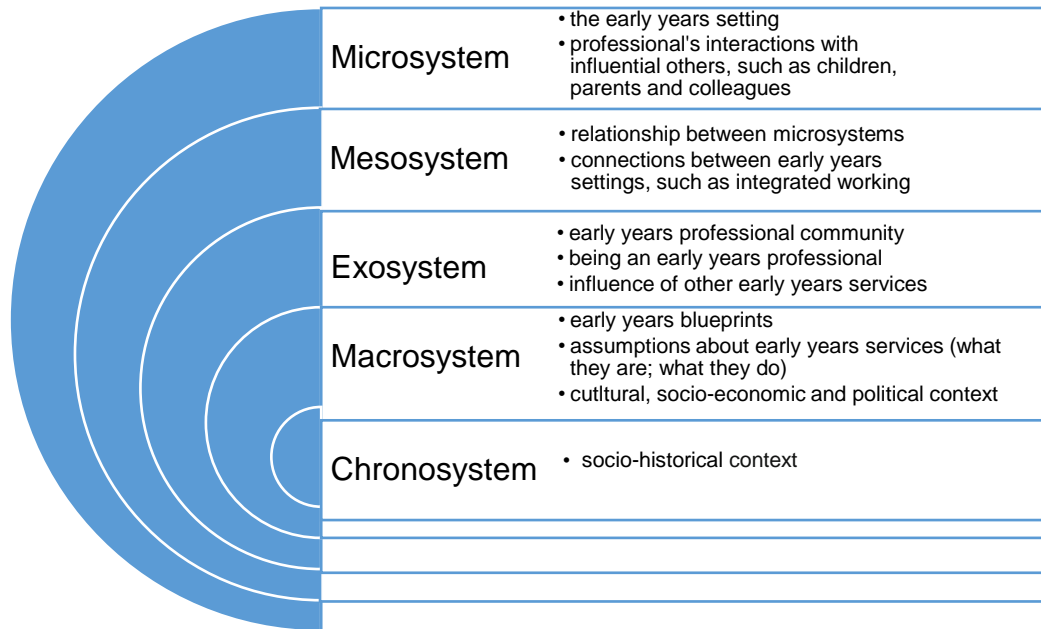 Microsystem
• the early years setting
• professional's interactions with
influential others, such as children,
parents and colleagues
Mesosystem
• relationship between microsystems
• connections between early years
settings, such as integrated working
Exosystem
• early years professional community
• being an early years professional
• influence of other early years services
Macrosystem
• early years blueprints
• assumptions about early years services (what
they are; what they do)
• cutltural, socio-economic and political context
Chronosystem
• socio-historical context